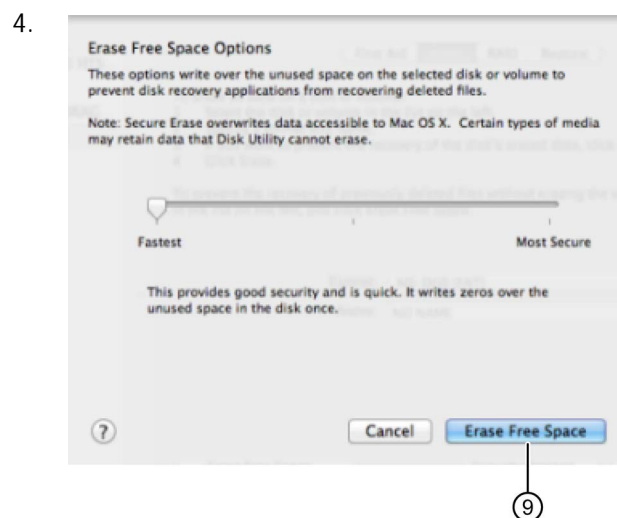 4.
Erase Free Space Options
These options write over the unused space on the selected disk or volume to
prevent disk recovery applications from recovering deleted files.
Note: Secure Erase overwrites data accessible to Mac OS X. Certain types of media
may retain data that Disk Utility cannot erase.
Fastest
Most Secure
This provides good security and is quick. It writes zeros over the
unused space in the disk once.
?
Cancel
Erase Free Space
9